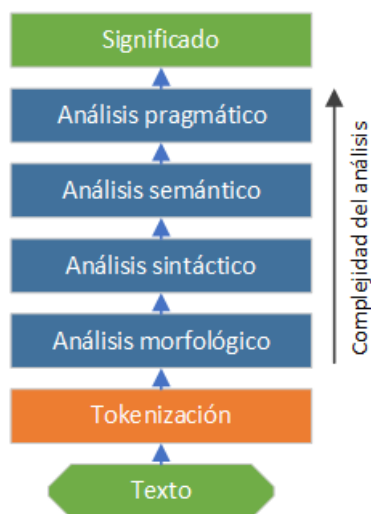 Significado
Análisis pragmático
Análisis semántico
Análisis sintáctico
Análisis morfológico
Tokenización
Texto
Complejidad del análisis